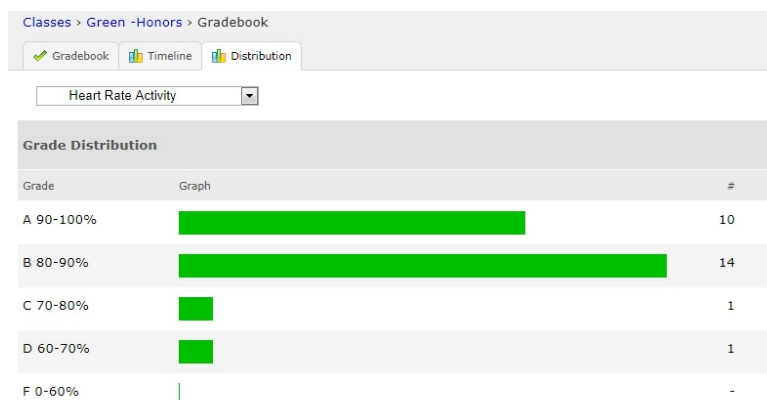 Classes › Green -Honors › Gradebook
Gradebook Timeline Distribution
Heart Rate Activity
Grade Distribution
Grade Graph #
A 90-100% 10
B 80-90% 14
C 70-80% 1
D 60-70% 1
F 0-60% -